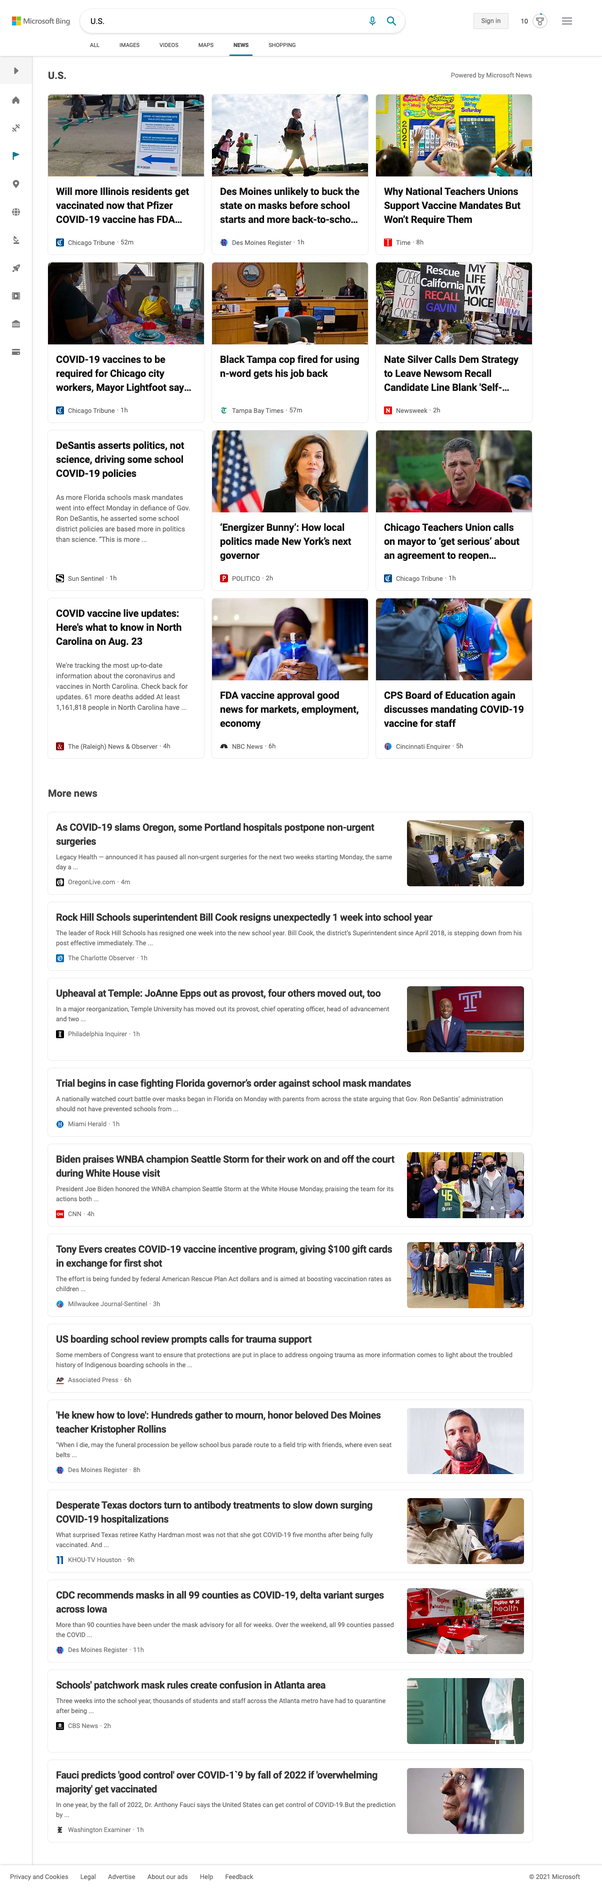 Microsoft Bing
U.S.
Sign in
10
ALL
IMAGES
VIDEOS
MAPS
NEWS
SHOPPING
U.S.
Powered by Microsoft News
Will more Illinois residents get
vaccinated now that Pfizer
COVID-19 vaccine has FDA...
Chicago Tribune · 52m
Des Moines unlikely to buck the
state on masks before school
starts and more back-to-scho...
Des Moines Register · 1h
2021
Why National Teachers Unions
Support Vaccine Mandates But
Won't Require Them
Time · 8h
COVID-19 vaccines to be
required for Chicago city
workers, Mayor Lightfoot say...
Chicago Tribune · 1h
Black Tampa cop fired for using
n-word gets his job back
Tampa Bay Times · 57m
Rescue
California
RECALL
GAVIN
MY
LIFE
MY
CHOICE
Nate Silver Calls Dem Strategy
to Leave Newsom Recall
Candidate Line Blank 'Self-...
Newsweek · 2h
DeSantis asserts politics, not
science, driving some school
COVID-19 policies
As more Florida schools mask mandates
went into effect Monday in defiance of Gov.
Ron DeSantis, he asserted some school
district policies are based more in politics
than science. "This is more ...
Sun Sentinel · 1h
'Energizer Bunny': How local
politics made New York's next
governor
POLITICO · 2h
Chicago Teachers Union calls
on mayor to 'get serious' about
an agreement to reopen...
Chicago Tribune · 1h
COVID vaccine live updates:
Here's what to know in North
Carolina on Aug. 23
We're tracking the most up-to-date
information about the coronavirus and
vaccines in North Carolina. Check back for
updates. 61 more deaths added At least
1,161,818 people in North Carolina have ...
The (Raleigh) News & Observer · 4h
FDA vaccine approval good
news for markets, employment,
economy
NBC News · 6h
CPS Board of Education again
discusses mandating COVID-19
vaccine for staff
Cincinnati Enquirer · 5h
More news
As COVID-19 slams Oregon, some Portland hospitals postpone non-urgent
surgeries
Legacy Health — announced it has paused all non-urgent surgeries for the next two weeks starting Monday, the same
day a ...
OregonLive.com · 4m
Rock Hill Schools superintendent Bill Cook resigns unexpectedly 1 week into school year
The leader of Rock Hill Schools has resigned one week into the new school year. Bill Cook, the district's Superintendent since April 2018, is stepping down from his
post effective immediately. The ...
The Charlotte Observer · 1h
Upheaval at Temple: JoAnne Epps out as provost, four others moved out, too
In a major reorganization, Temple University has moved out its provost, chief operating officer, head of advancement
and two ...
Philadelphia Inquirer · 1h
Trial begins in case fighting Florida governor's order against school mask mandates
A nationally watched court battle over masks began in Florida on Monday with parents from across the state arguing that Gov. Ron DeSantis' administration
should not have prevented schools from ...
Miami Herald · 1h
Biden praises WNBA champion Seattle Storm for their work on and off the court
during White House visit
President Joe Biden honored the WNBA champion Seattle Storm at the White House Monday, praising the team for its
actions both ...
CNN · 4h
46
Tony Evers creates COVID-19 vaccine incentive program, giving $100 gift cards
in exchange for first shot
The effort is being funded by federal American Rescue Plan Act dollars and is aimed at boosting vaccination rates as
children ...
Milwaukee Journal-Sentinel · 3h
US boarding school review prompts calls for trauma support
Some members of Congress want to ensure that protections are put in place to address ongoing trauma as more information comes to light about the troubled
history of Indigenous boarding schools in the ...
AP Associated Press · 6h
'He knew how to love': Hundreds gather to mourn, honor beloved Des Moines
teacher Kristopher Rollins
"When I die, may the funeral procession be yellow school bus parade route to a field trip with friends, where even seat
belts ...
Des Moines Register · 8h
Desperate Texas doctors turn to antibody treatments to slow down surging
COVID-19 hospitalizations
What surprised Texas retiree Kathy Hardman most was not that she got COVID-19 five months after being fully
vaccinated. And ...
KHOU-TV Houston · 9h
CDC recommends masks in all 99 counties as COVID-19, delta variant surges
across Iowa
More than 90 counties have been under the mask advisory for all for weeks. Over the weekend, all 99 counties passed
the COVID ...
Des Moines Register · 11h
health
Schools' patchwork mask rules create confusion in Atlanta area
Three weeks into the school year, thousands of students and staff across the Atlanta metro have had to quarantine
after being ...
CBS News · 2h
Fauci predicts 'good control' over COVID-1`9 by fall of 2022 if 'overwhelming
majority' get vaccinated
In one year, by the fall of 2022, Dr. Anthony Fauci says the United States can get control of COVID-19.But the prediction
by ...
Washington Examiner · 1h
Privacy and Cookies
Legal
Advertise
About our ads
Help
Feedback
© 2021 Microsoft